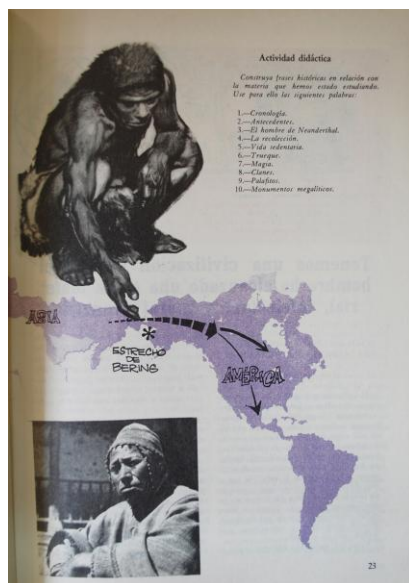 Actividad didáctica
Construya frases históricas en relación con
la materia que hemos estado estudiando.
Use para ello las siguientes palabras:
1.—Cronología.
2.—Antecedentes.
3.—El hombre de Neanderthal.
4.—La recolección.
5.—Vida sedentaria.
6.—Trueque.
7.—Magia.
8.—Clanes.
9.—Palafitos.
10.—Monumentos megalíticos.
ASIA
ESTRECHO
DE
BERING
AMERICA
23